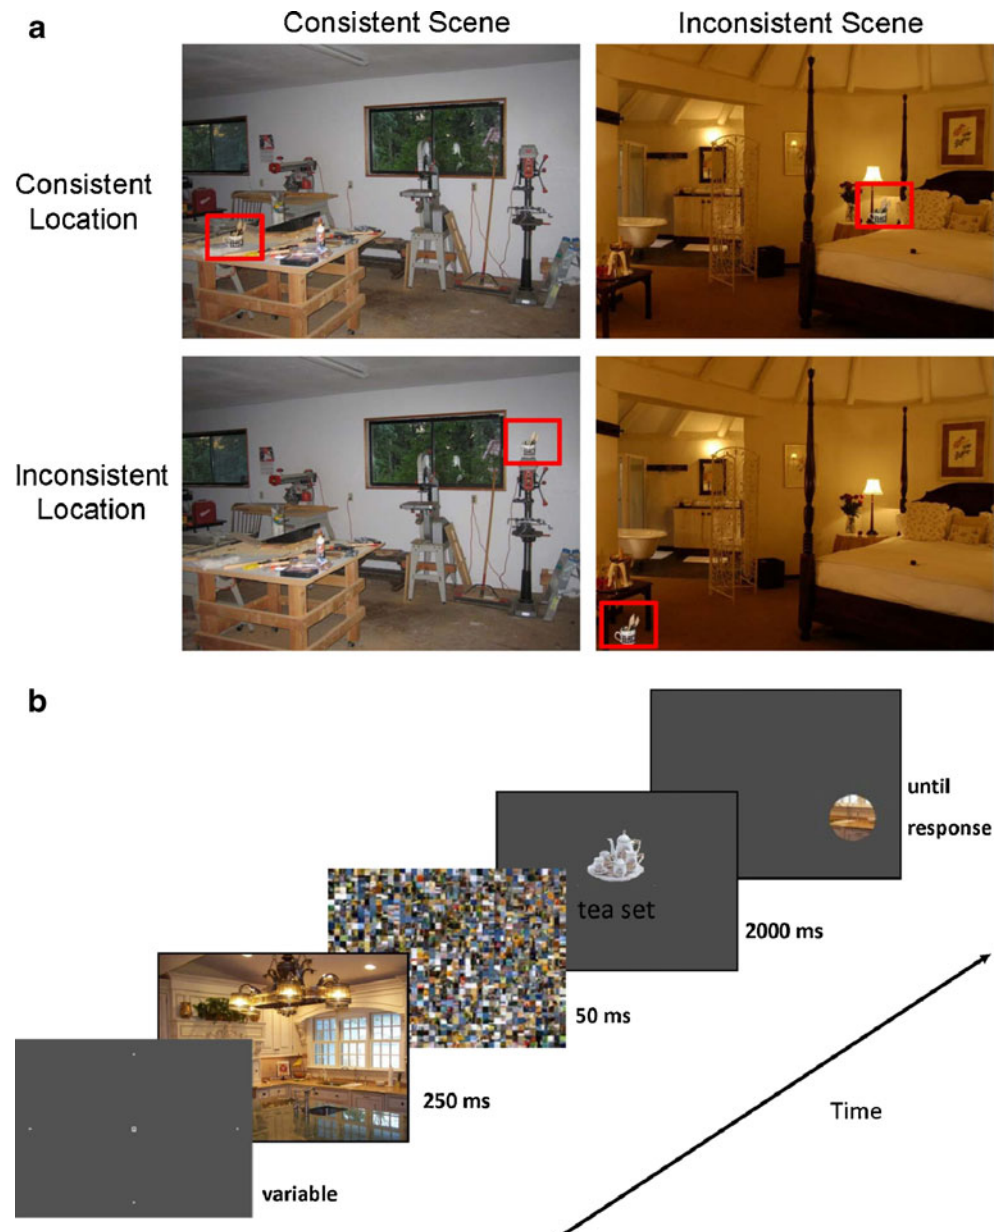 a
Consistent Scene
Inconsistent Scene
Consistent
Location
Inconsistent
Location
b
until
response
tea set
2000 ms
50 ms
250 ms
Time
variable